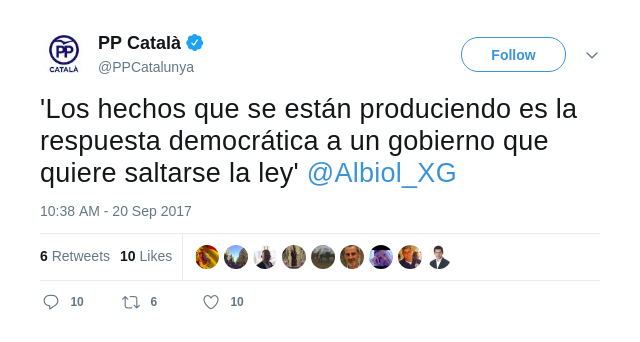 PP
CATALÀ
PP Català
@PPCatalunya
Follow
'Los hechos que se están produciendo es la
respuesta democrática a un gobierno que
quiere saltarse la ley' @Albiol_XG
10:38 AM - 20 Sep 2017
6 Retweets 10 Likes
10 6 10